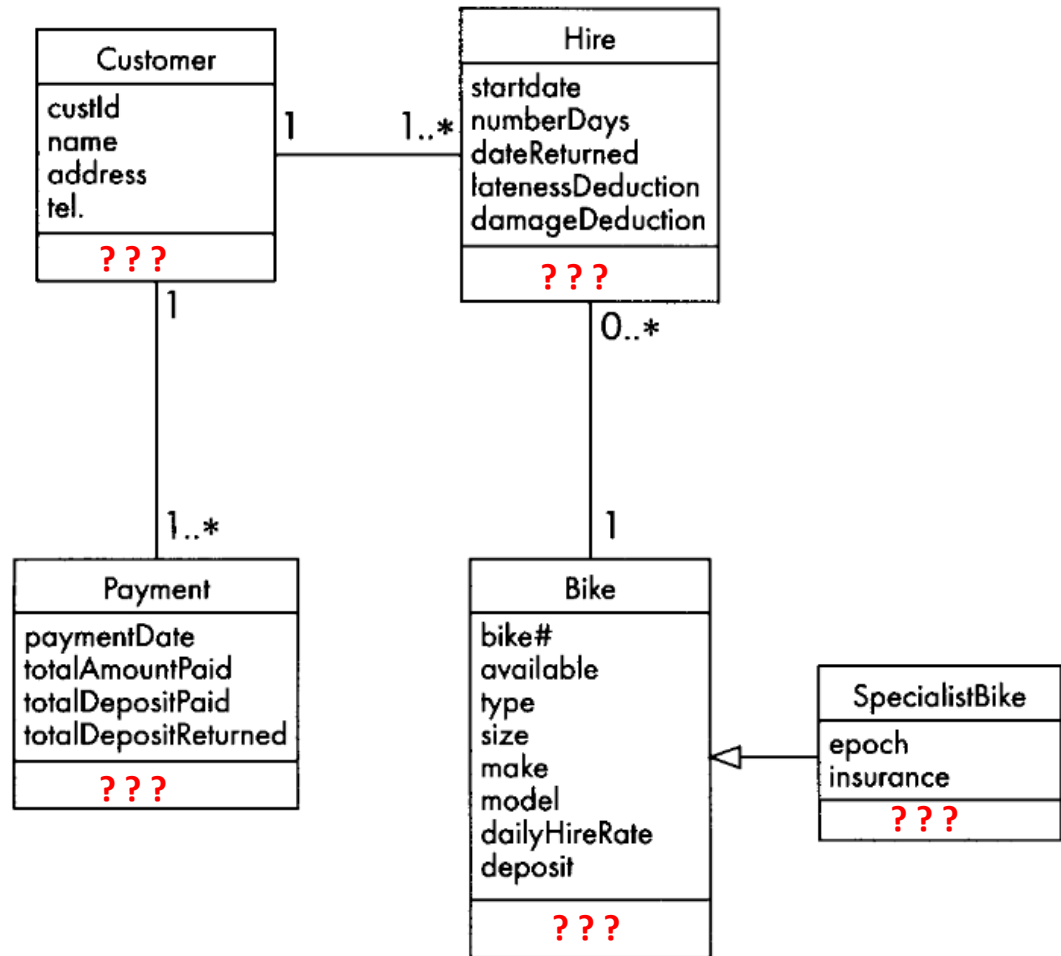 Customer
custId
name
address
tel.
? ? ?
1
1..*
Hire
startdate
numberDays
dateReturned
latenessDeduction
damageDeduction
? ? ?
1
0..*
1..*
1
Payment
paymentDate
totalAmountPaid
totalDepositPaid
totalDepositReturned
? ? ?
Bike
bike#
available
type
size
make
model
dailyHireRate
deposit
? ? ?
SpecialistBike
epoch
insurance
? ? ?